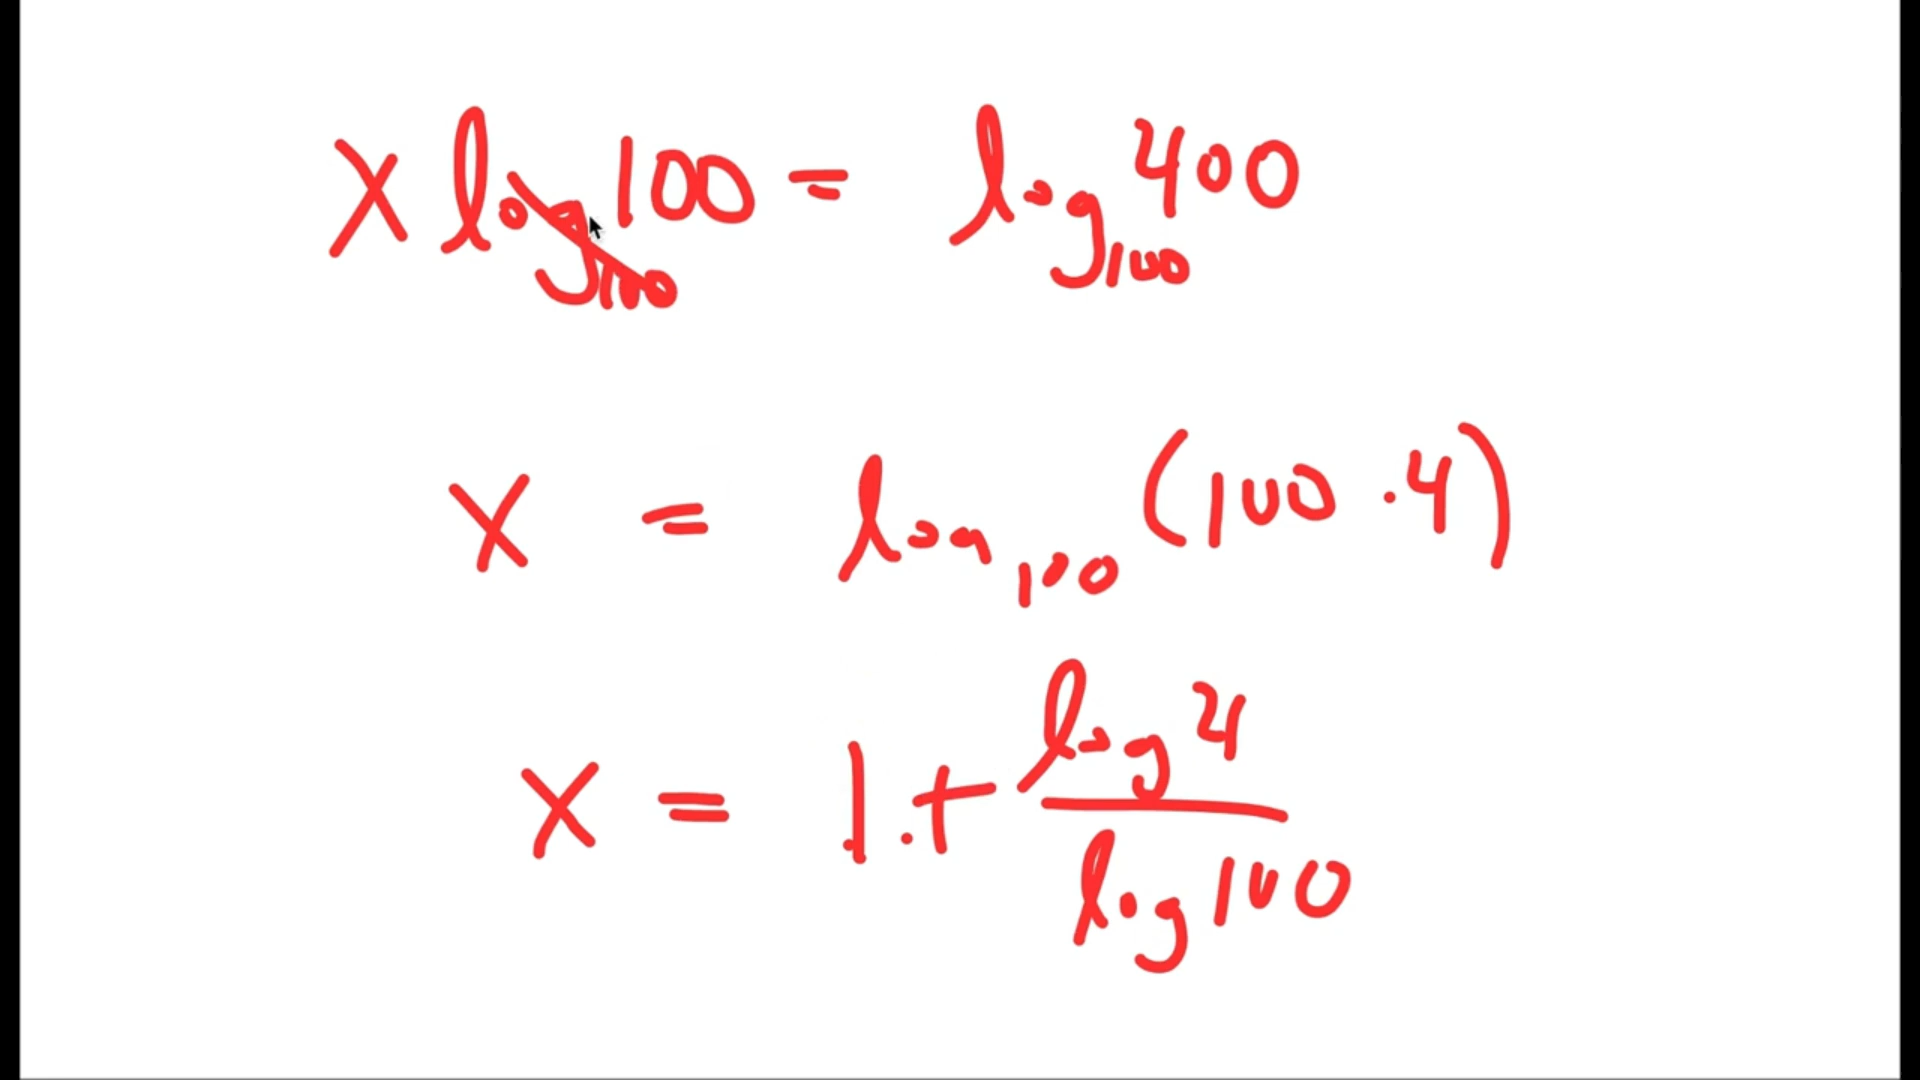 x log₁₀₀ 100 = log₁₀₀ 400
x = log₁₀₀ (100 · 4)
x = 1 . + log 4 / log 100